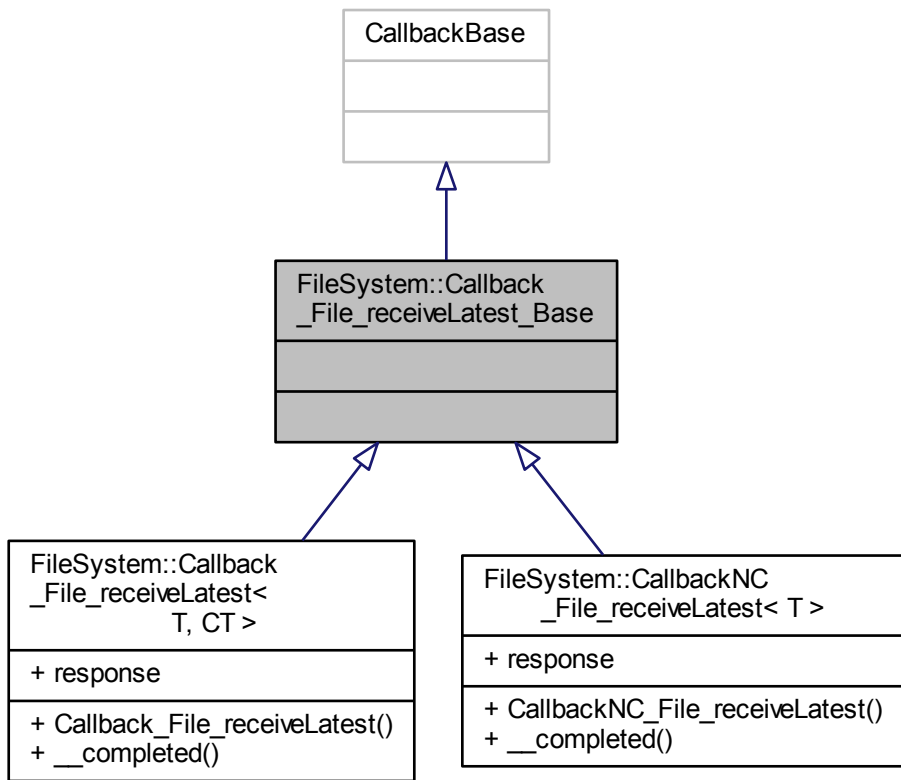 CallbackBase
FileSystem::Callback
_File_receiveLatest_Base
FileSystem::Callback
_File_receiveLatest<
T, CT >
+ response
+ Callback_File_receiveLatest()
+ __completed()
FileSystem::CallbackNC
_File_receiveLatest< T >
+ response
+ CallbackNC_File_receiveLatest()
+ __completed()